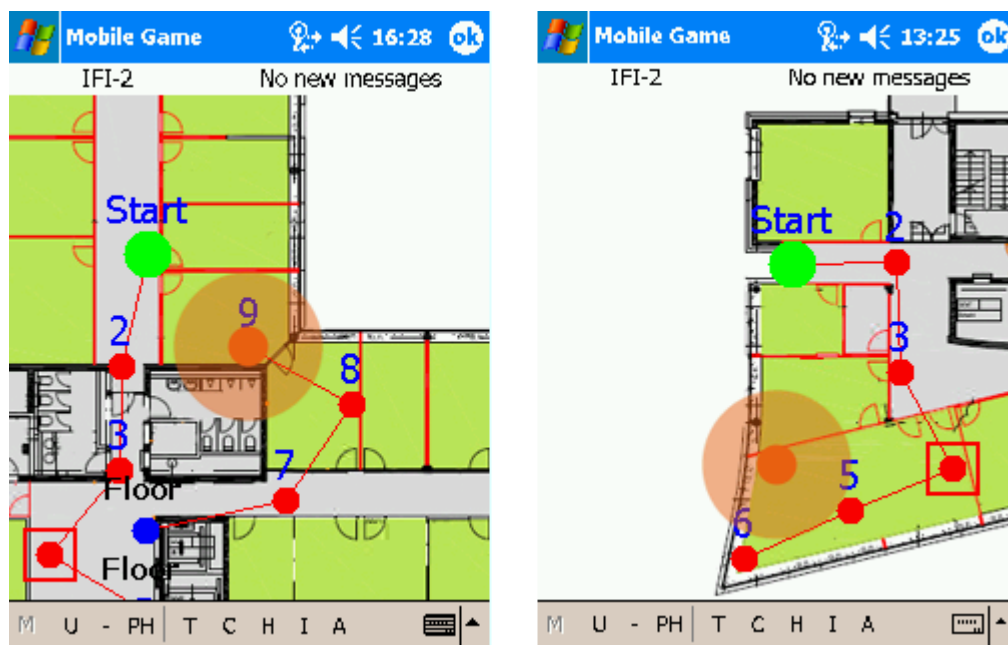 Mobile Game 16:28 ok
IFI-2 No new messages
Start
9
2
8
3
7
Floor
Floor
M U - PH T C H I A
Mobile Game 13:25 ok
IFI-2 No new messages
Start 2
3
5
6
M U - PH T C H I A